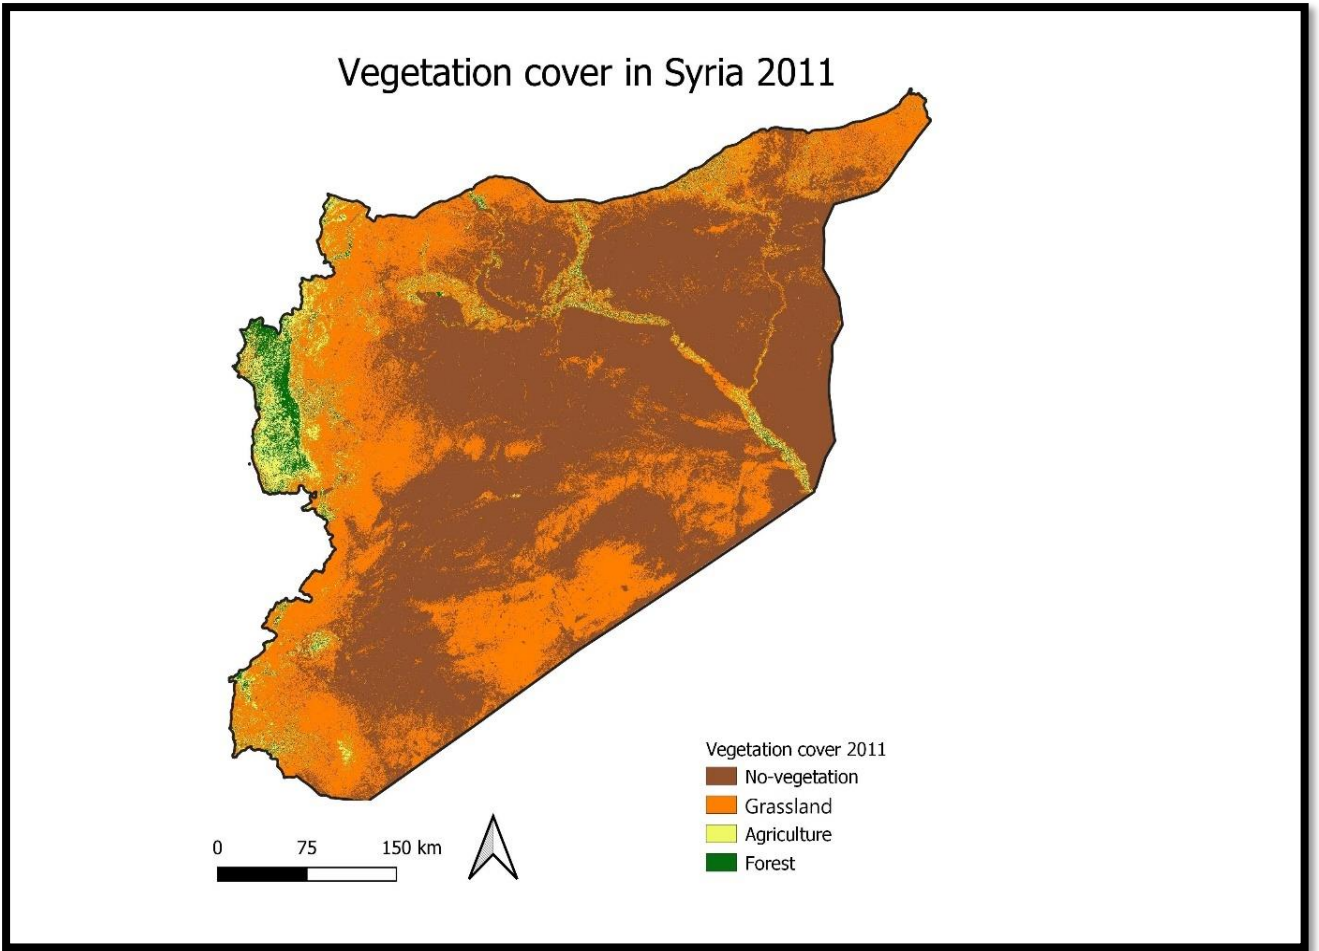 Vegetation cover in Syria 2011
Vegetation cover 2011
No-vegetation
Grassland
Agriculture
Forest
0 75 150 km